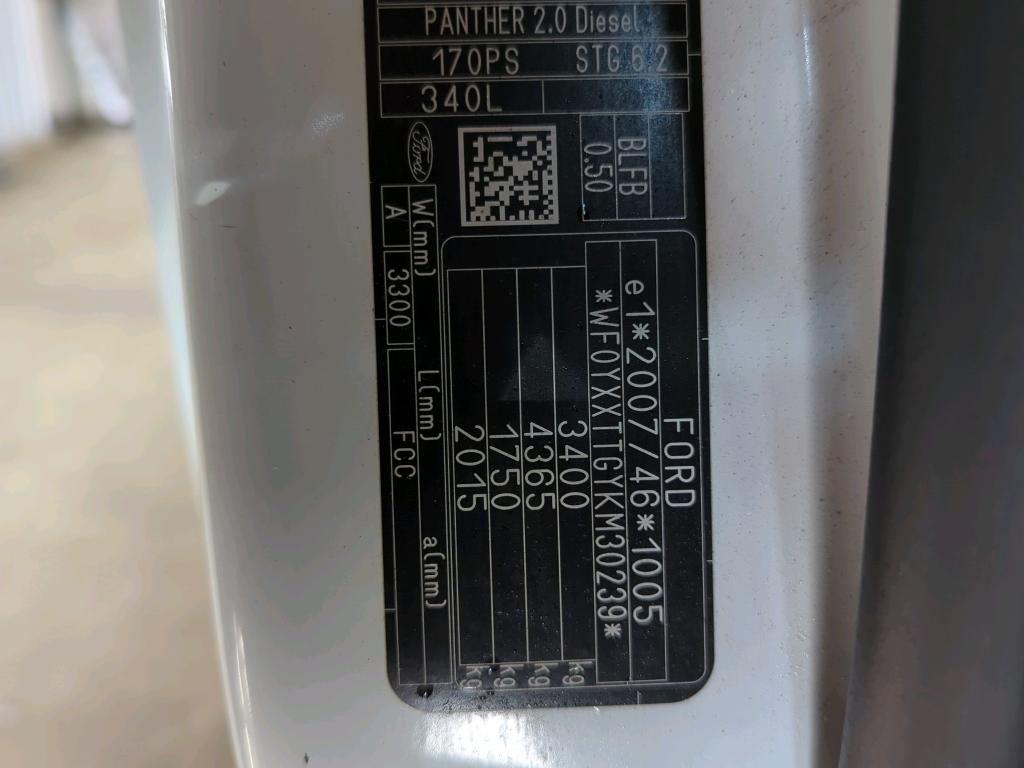 PANTHER 2.0 Diesel
170PS STG.6.2
340L
Ford
BLFB
0.50
FORD
e1*2007/46*1005
*WF0YXXTTGYKM30239*
3400 kg
4365 kg
1750 kg
2015 kg
W(mm) L(mm) a(mm)
A 3300 FCC